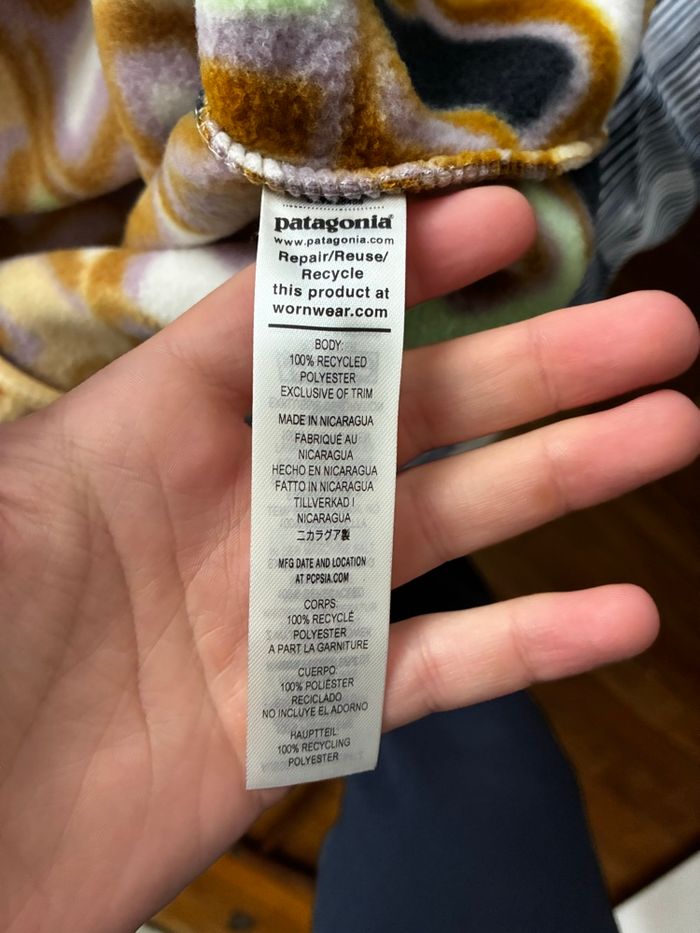 patagonia®
www.patagonia.com
Repair/Reuse/
Recycle
this product at
wornwear.com
BODY:
100% RECYCLED
POLYESTER
EXCLUSIVE OF TRIM
MADE IN NICARAGUA
FABRIQUÉ AU
NICARAGUA
HECHO EN NICARAGUA
FATTO IN NICARAGUA
TILLVERKAD I
NICARAGUA
ニカラグア製
MFG DATE AND LOCATION
AT PCPSIA.COM
CORPS:
100% RECYCLÉ
POLYESTER
A PART LA GARNITURE
CUERPO:
100% POLIÉSTER
RECICLADO
NO INCLUYE EL ADORNO
HAUPTTEIL:
100% RECYCLING
POLYESTER